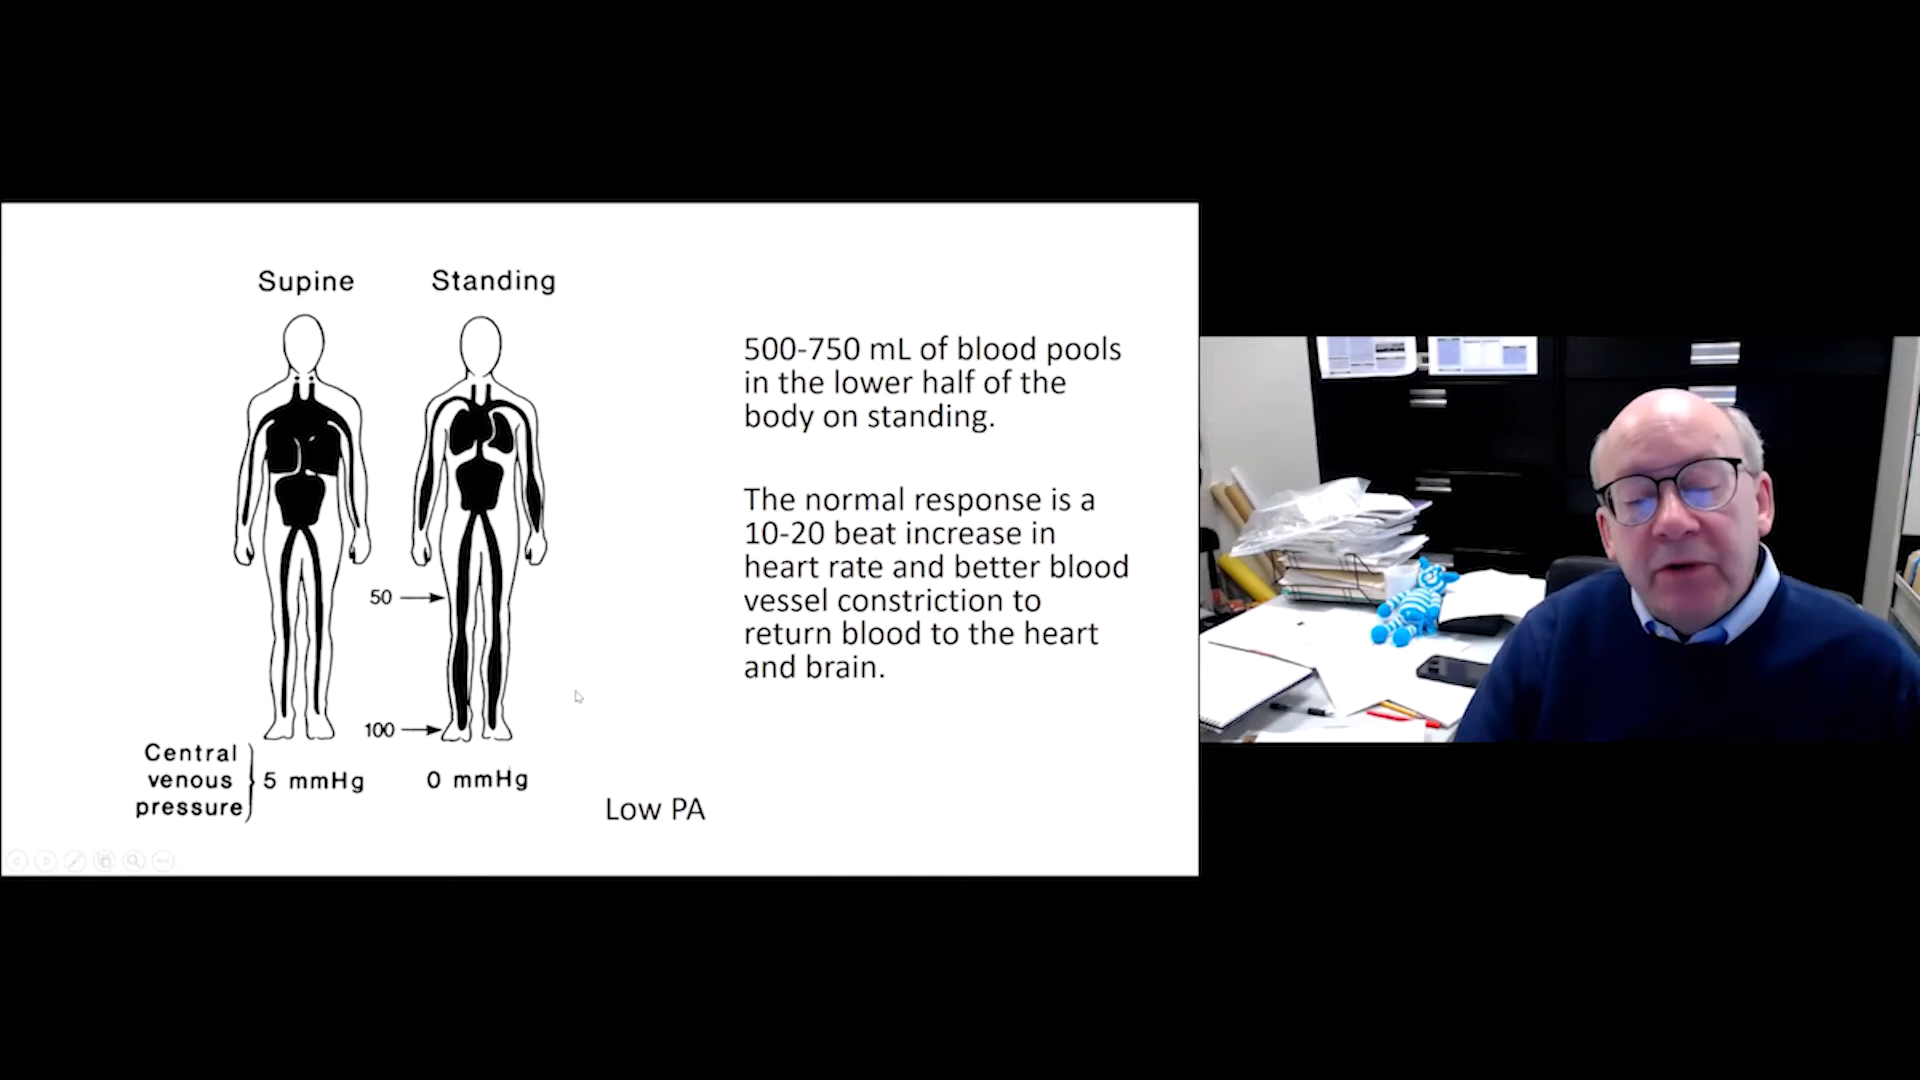 Supine
Standing
500-750 mL of blood pools
in the lower half of the
body on standing.
The normal response is a
10-20 beat increase in
heart rate and better blood
vessel constriction to
return blood to the heart
and brain.
50
100
Central
venous
pressure
5 mmHg
0 mmHg
Low PA